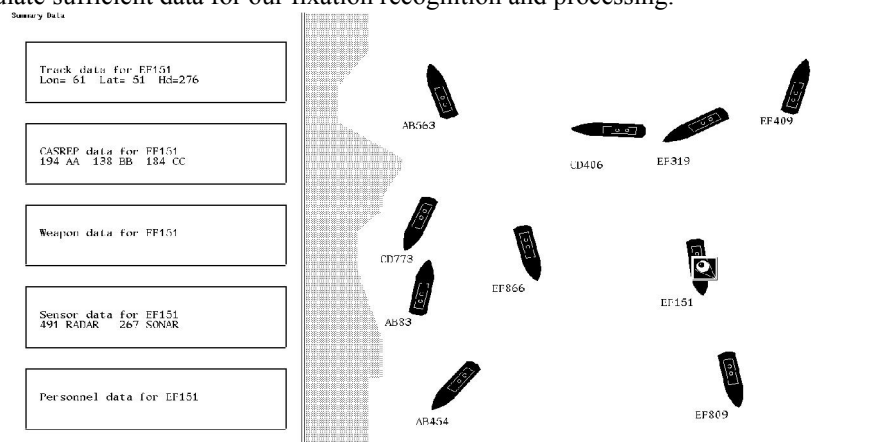 ulate sufficient data for our fixation recognition and processing.
Summary Data
Track data for EF151
Lon= 61 Lat= 51 Hd=276
CASREP data for EF151
194 AA 138 BB 184 CC
Weapon data for EF151
Sensor data for EF151
491 RADAR 267 SONAR
Personnel data for EF151
AB563
CD406
EF319
EF409
CD773
EF866
EF151
AB83
AB454
EF809